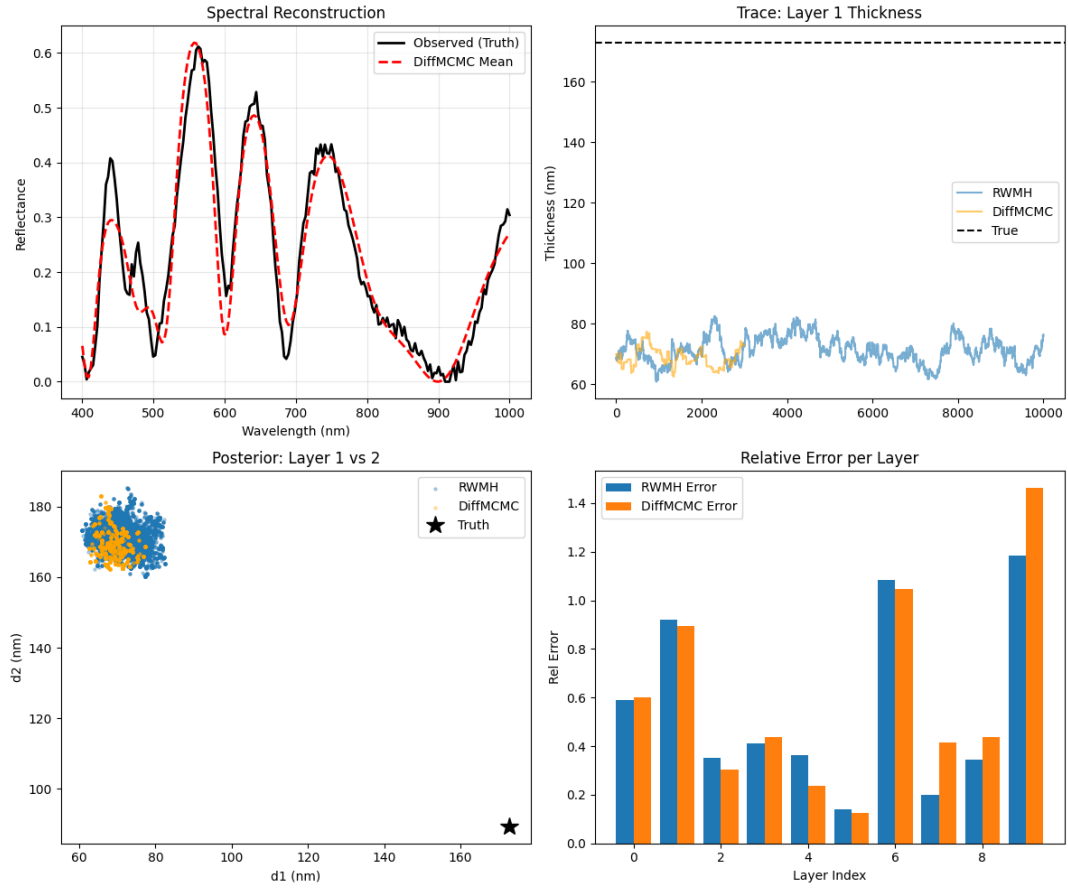 Spectral Reconstruction
Observed (Truth)
DiffMCMC Mean
Reflectance
0.6
0.5
0.4
0.3
0.2
0.1
0.0
400 500 600 700 800 900 1000
Wavelength (nm)
Trace: Layer 1 Thickness
Thickness (nm)
160
140
120
100
80
60
RWMH
DiffMCMC
True
0 2000 4000 6000 8000 10000
Posterior: Layer 1 vs 2
RWMH
DiffMCMC
Truth
d2 (nm)
180
160
140
120
100
60 80 100 120 140 160
d1 (nm)
Relative Error per Layer
RWMH Error
DiffMCMC Error
Rel Error
1.4
1.2
1.0
0.8
0.6
0.4
0.2
0.0
0 2 4 6 8
Layer Index